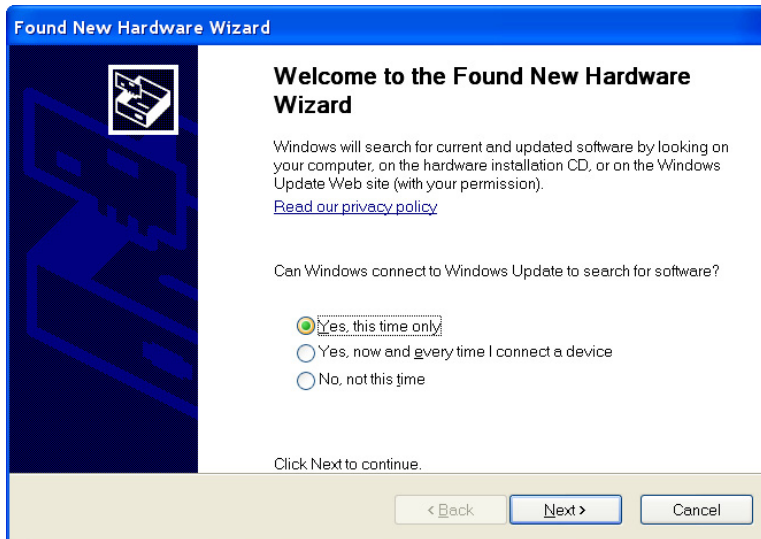 Found New Hardware Wizard
Welcome to the Found New Hardware
Wizard
Windows will search for current and updated software by looking on
your computer, on the hardware installation CD, or on the Windows
Update Web site (with your permission).
Read our privacy policy
Can Windows connect to Windows Update to search for software?
Yes, this time only
Yes, now and every time I connect a device
No, not this time
Click Next to continue.
< Back
Next >
Cancel